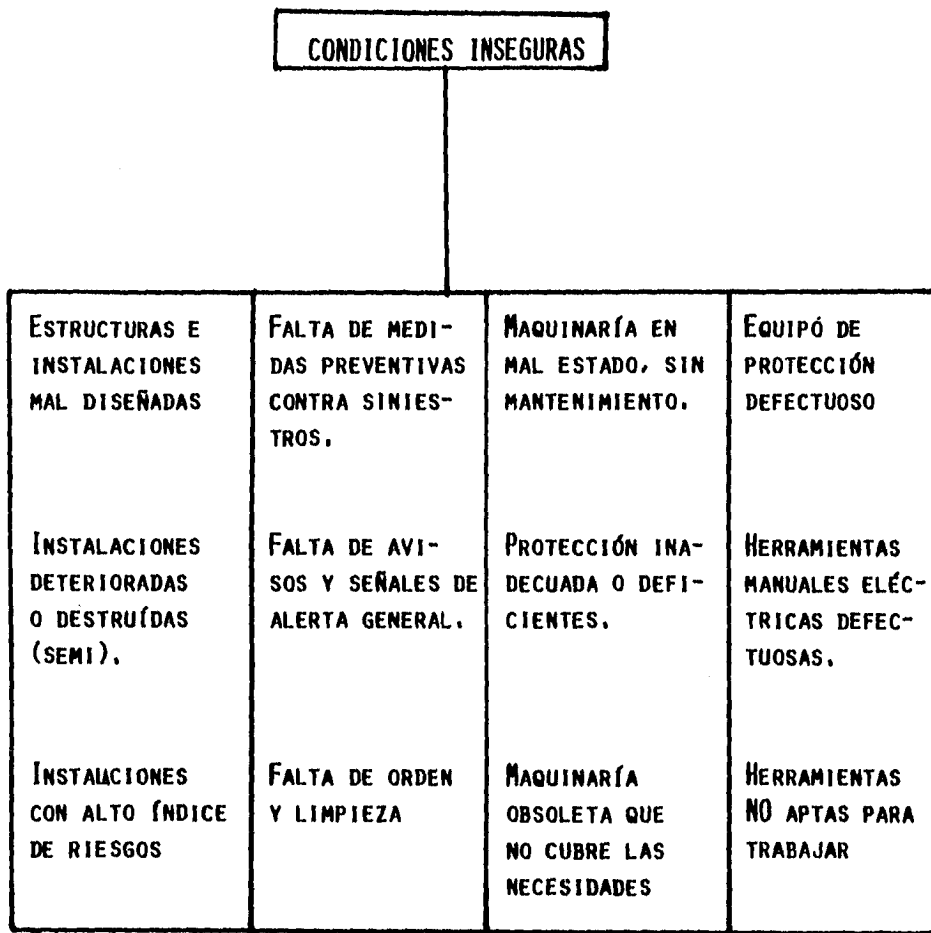 CONDICIONES INSEGURAS
ESTRUCTURAS E
INSTALACIONES
MAL DISEÑADAS
INSTALACIONES
DETERIORADAS
O DESTRUÍDAS
(SEMI).
INSTALACIONES
CON ALTO ÍNDICE
DE RIESGOS
FALTA DE MEDI-
DAS PREVENTIVAS
CONTRA SINIES-
TROS.
FALTA DE AVI-
SOS Y SEÑALES DE
ALERTA GENERAL.
FALTA DE ORDEN
Y LIMPIEZA
MAQUINARÍA EN
MAL ESTADO, SIN
MANTENIMIENTO.
PROTECCIÓN INA-
DECUADA O DEFI-
CIENTES.
MAQUINARÍA
OBSOLETA QUE
NO CUBRE LAS
NECESIDADES
EQUIPÓ DE
PROTECCIÓN
DEFECTUOSO
HERRAMIENTAS
MANUALES ELÉC-
TRICAS DEFEC-
TUOSAS.
HERRAMIENTAS
NO APTAS PARA
TRABAJAR